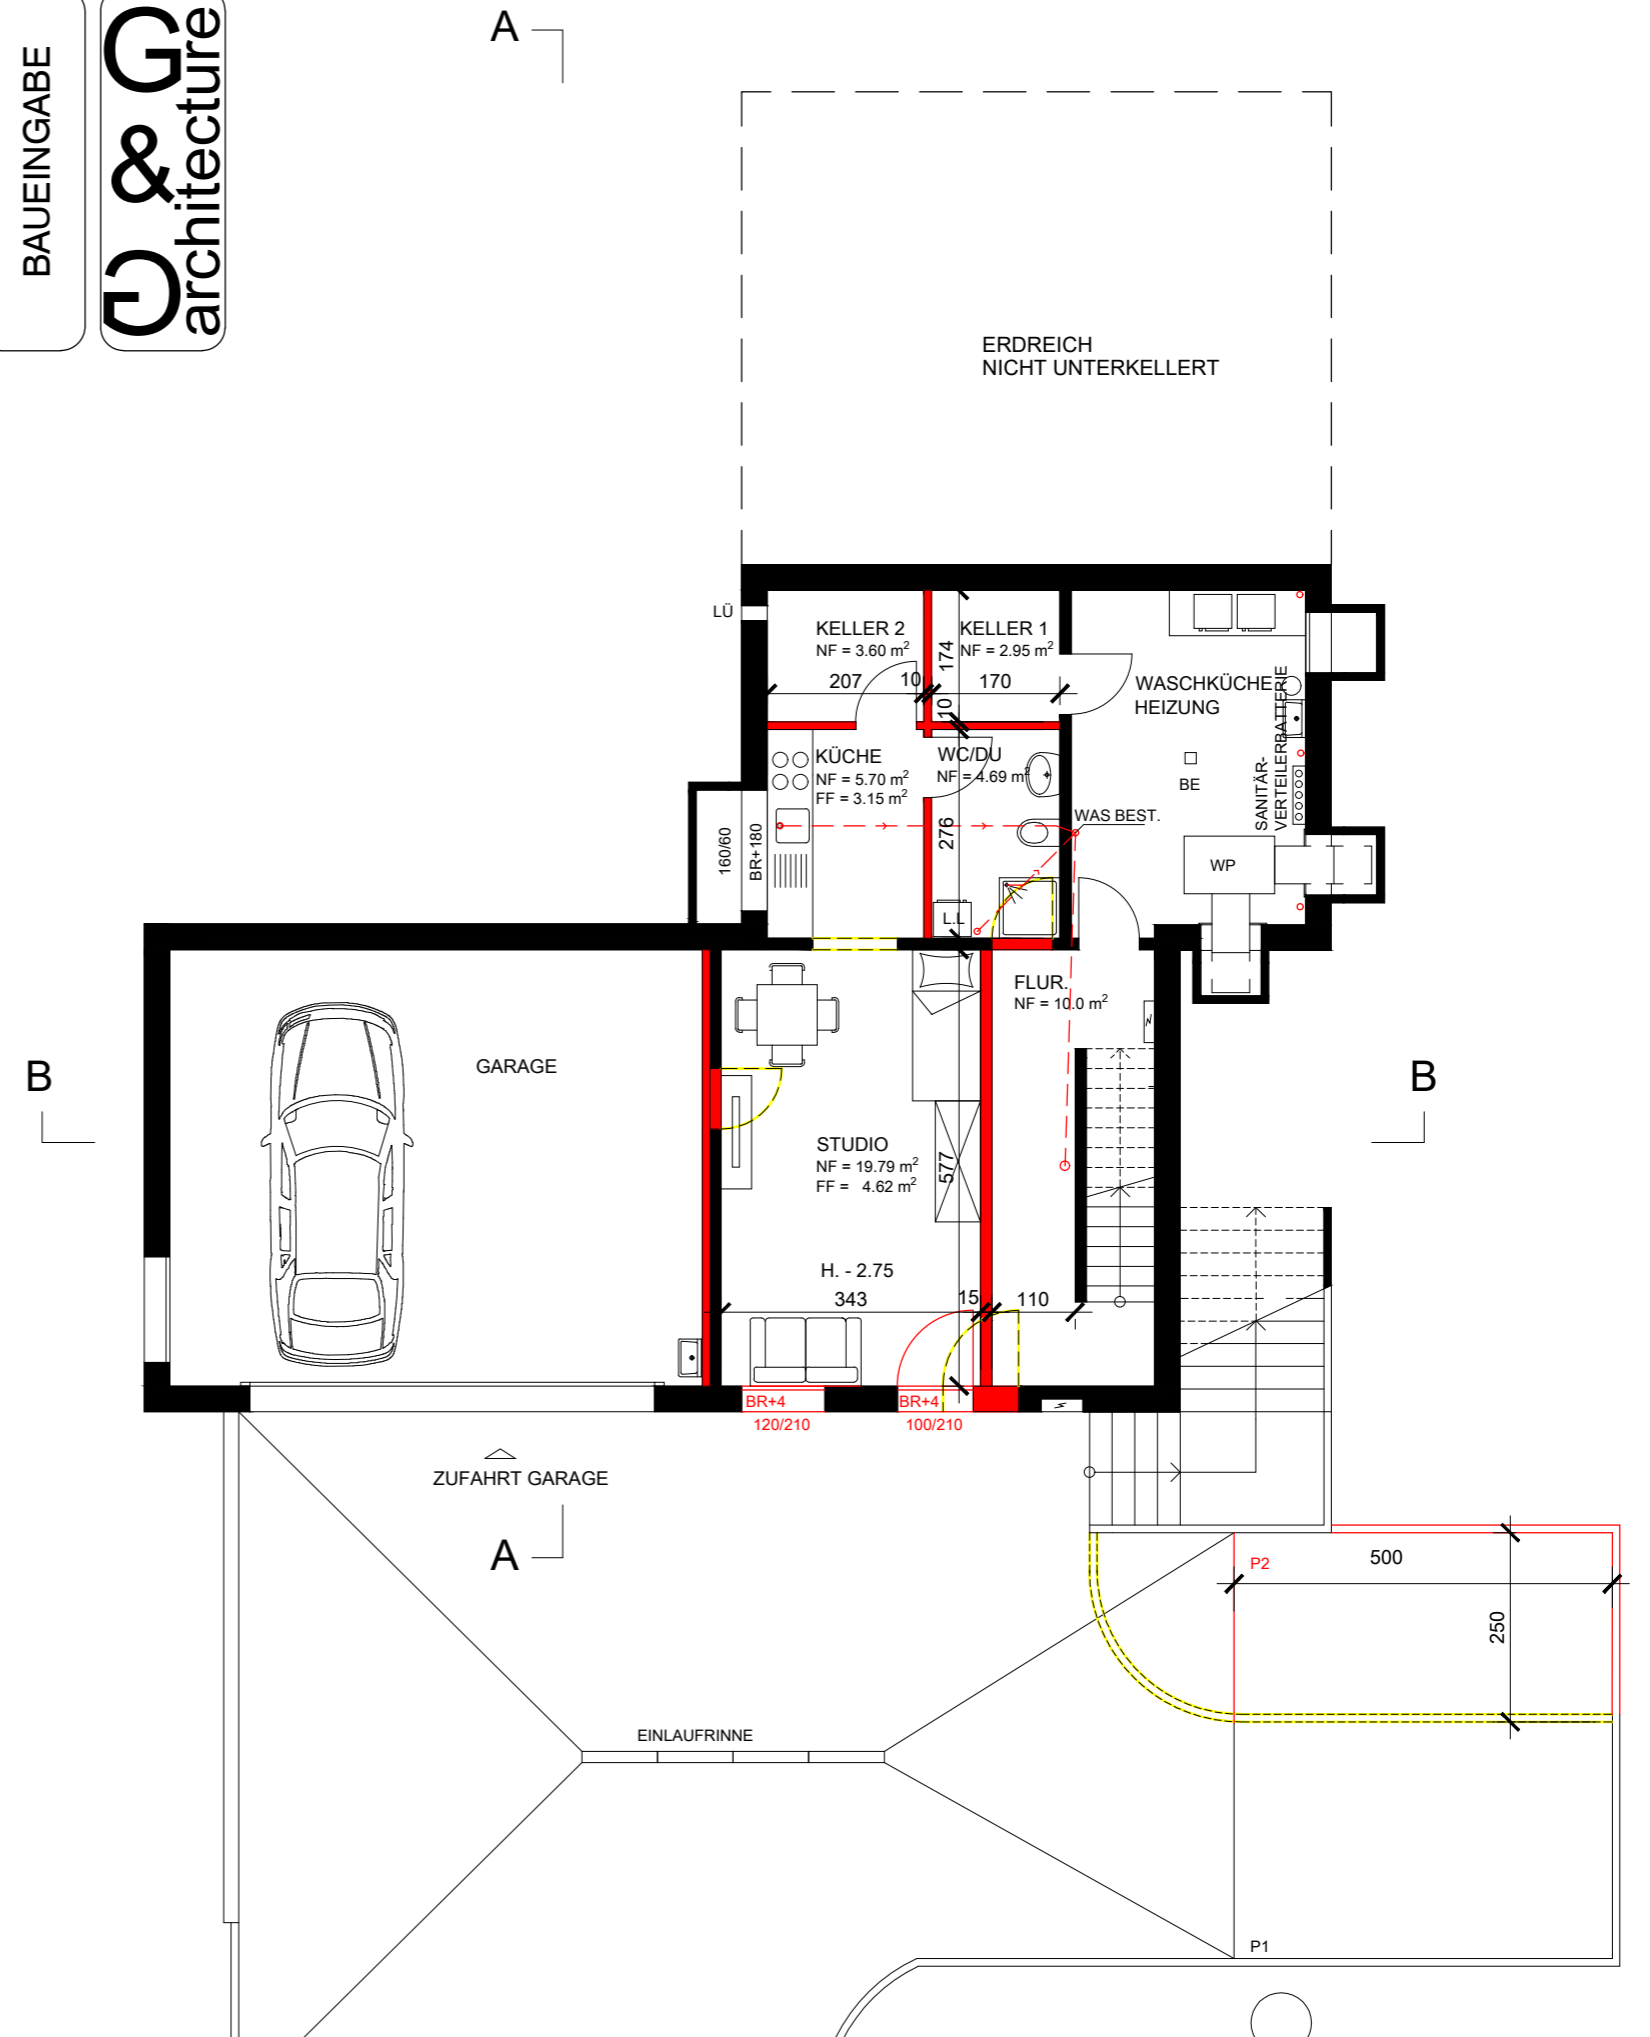 BAUEINGABE
G & G
architecture
A
ERDREICH
NICHT UNTERKELLERT
LÜ
KELLER 2
NF = 3.60 m²
KELLER 1
NF = 2.95 m²
174
207
10
170
10
WASCHKÜCHE
HEIZUNG
SANITÄR-
VERTEILERBATTERIE
KÜCHE
NF = 5.70 m²
FF = 3.15 m²
WC/DU
NF = 4.69 m²
BE
160/60
BR+180
276
WAS BEST.
WP
L.L
FLUR.
NF = 10.0 m²
GARAGE
B
B
STUDIO
NF = 19.79 m²
FF = 4.62 m²
577
H. - 2.75
343
15
110
BR+4
120/210
BR+4
100/210
ZUFAHRT GARAGE
A
P2
500
250
EINLAUFRINNE
P1